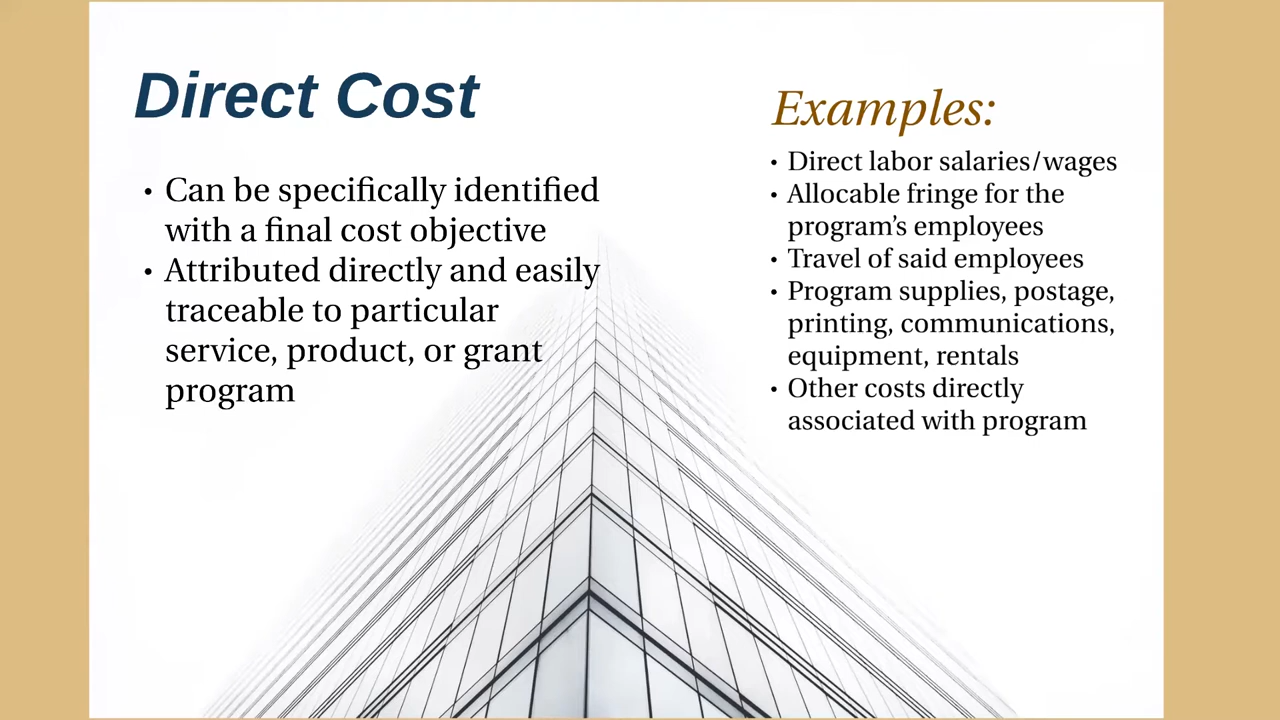 Direct Cost
• Can be specifically identified
with a final cost objective
• Attributed directly and easily
traceable to particular
service, product, or grant
program
Examples:
• Direct labor salaries/wages
• Allocable fringe for the
program’s employees
• Travel of said employees
• Program supplies, postage,
printing, communications,
equipment, rentals
• Other costs directly
associated with program